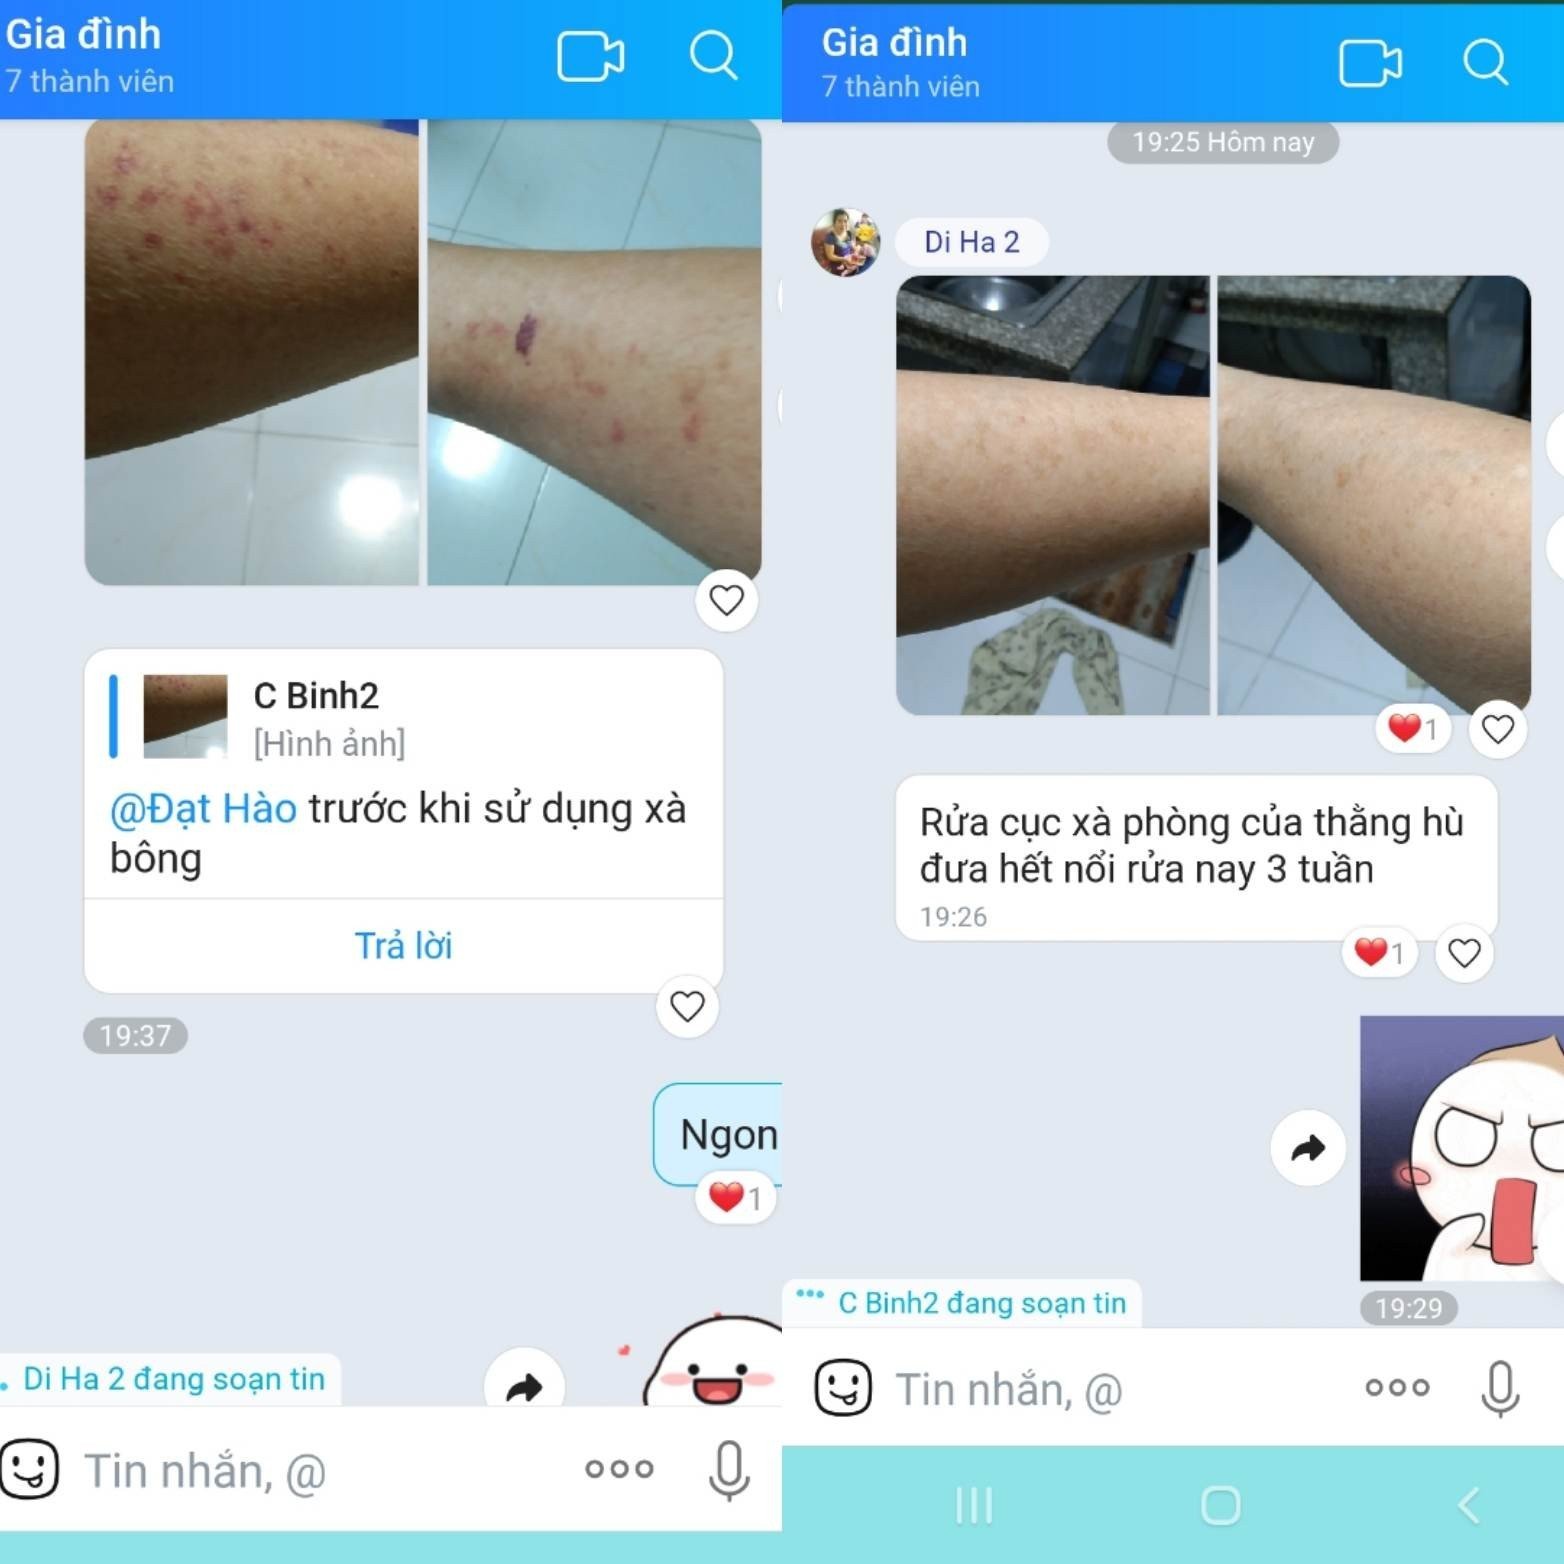 Gia đình
7 thành viên
C Binh2
[Hình ảnh]
@Đạt Hào trước khi sử dụng xà
bông
Trả lời
19:37
Ngon
1
Di Ha 2 đang soạn tin
Tin nhắn, @
Gia đình
7 thành viên
19:25 Hôm nay
Di Ha 2
1
Rửa cục xà phòng của thằng hù
đưa hết nổi rửa nay 3 tuần
19:26
1
19:29
C Binh2 đang soạn tin
Tin nhắn, @